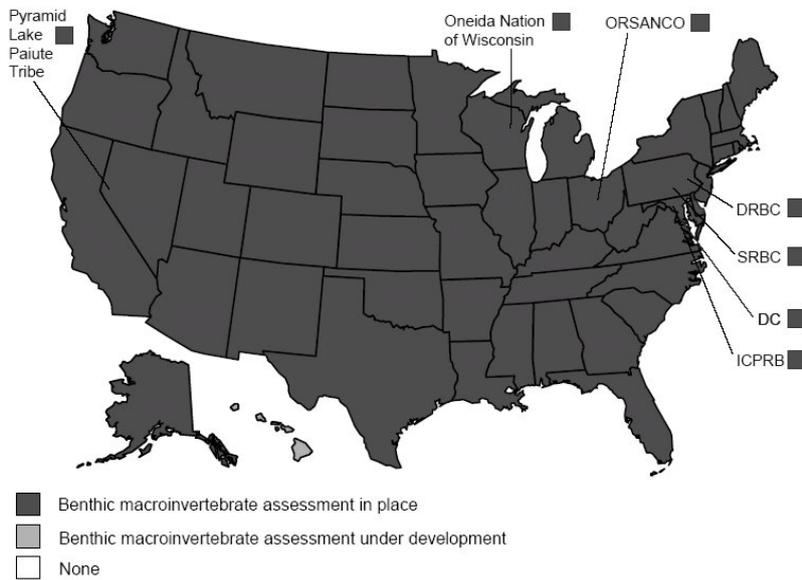 Pyramid
Lake
Paiute
Tribe
Oneida Nation
of Wisconsin
ORSANCO
DRBC
SRBC
DC
ICPRB
Benthic macroinvertebrate assessment in place
Benthic macroinvertebrate assessment under development
None